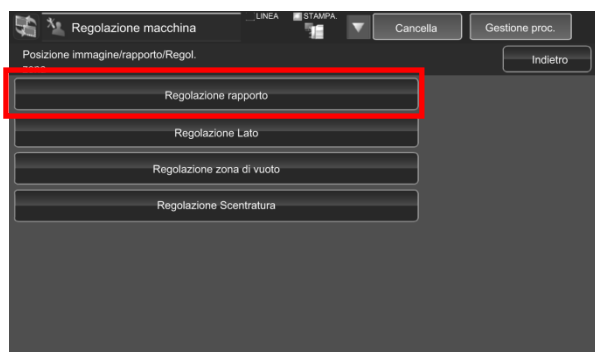 Regolazione macchina
LINEA
STAMPA.
Cancella
Gestione proc.
Posizione immagine/rapporto/Regol.
Indietro
Regolazione rapporto
Regolazione Lato
Regolazione zona di vuoto
Regolazione Scentratura